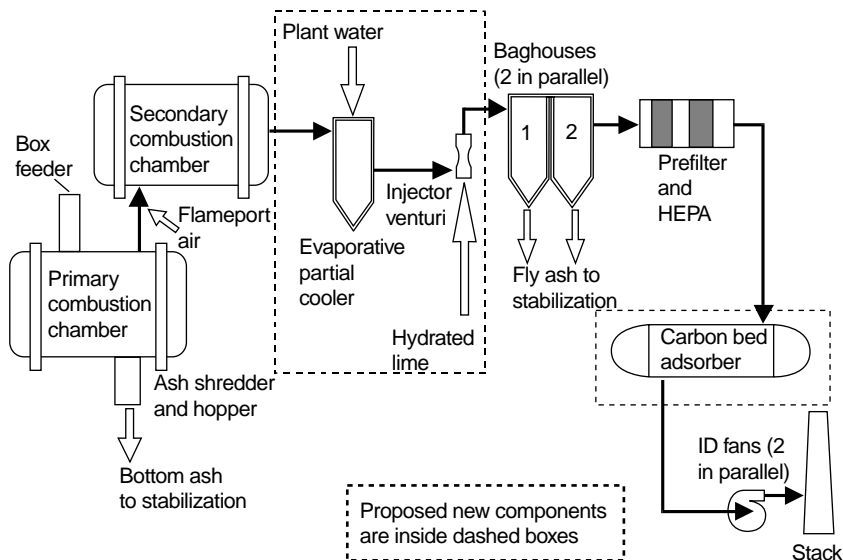 Plant water
Baghouses
(2 in parallel)
Secondary
combustion
chamber
1
2
Box
feeder
Prefilter
and
HEPA
Injector
venturi
Flameport
air
Evaporative
partial
cooler
Fly ash to
stabilization
Primary
combustion
chamber
Hydrated
lime
Carbon bed
adsorber
Ash shredder
and hopper
ID fans (2
in parallel)
Bottom ash
to stabilization
Proposed new components
are inside dashed boxes
Stack